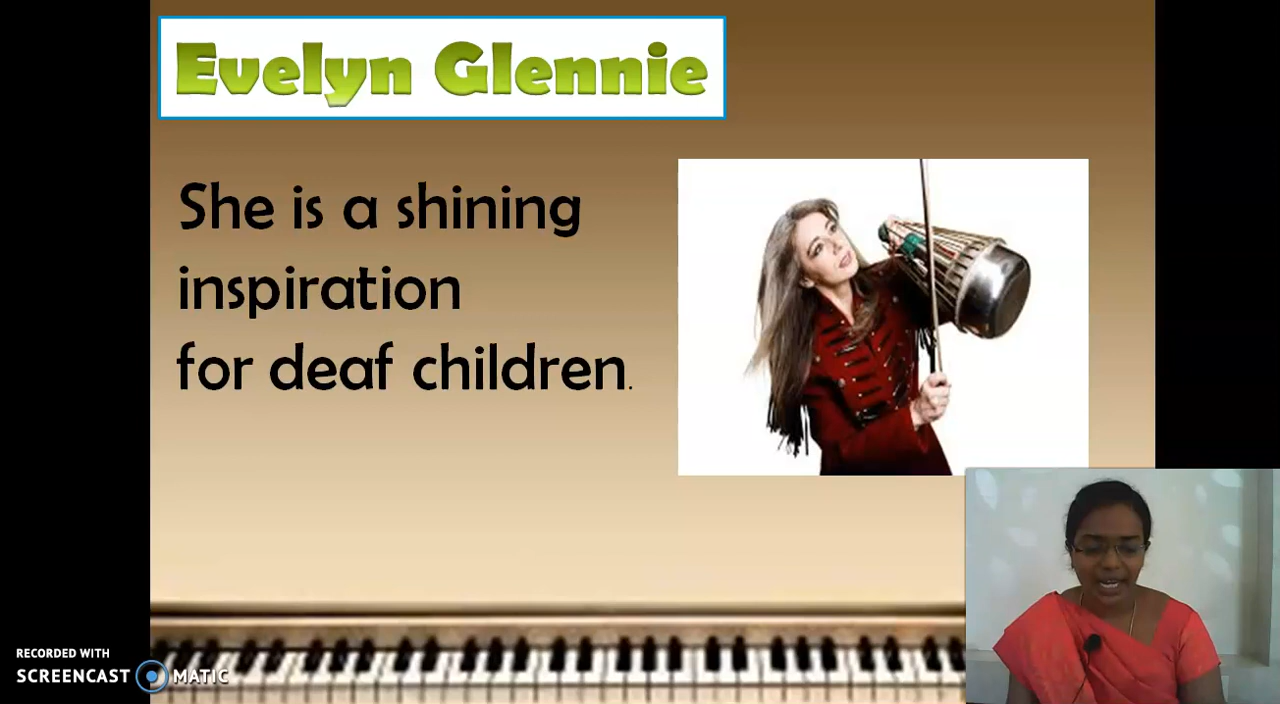 Evelyn Glennie
She is a shining
inspiration
for deaf children.
RECORDED WITH
SCREENCAST MATIC